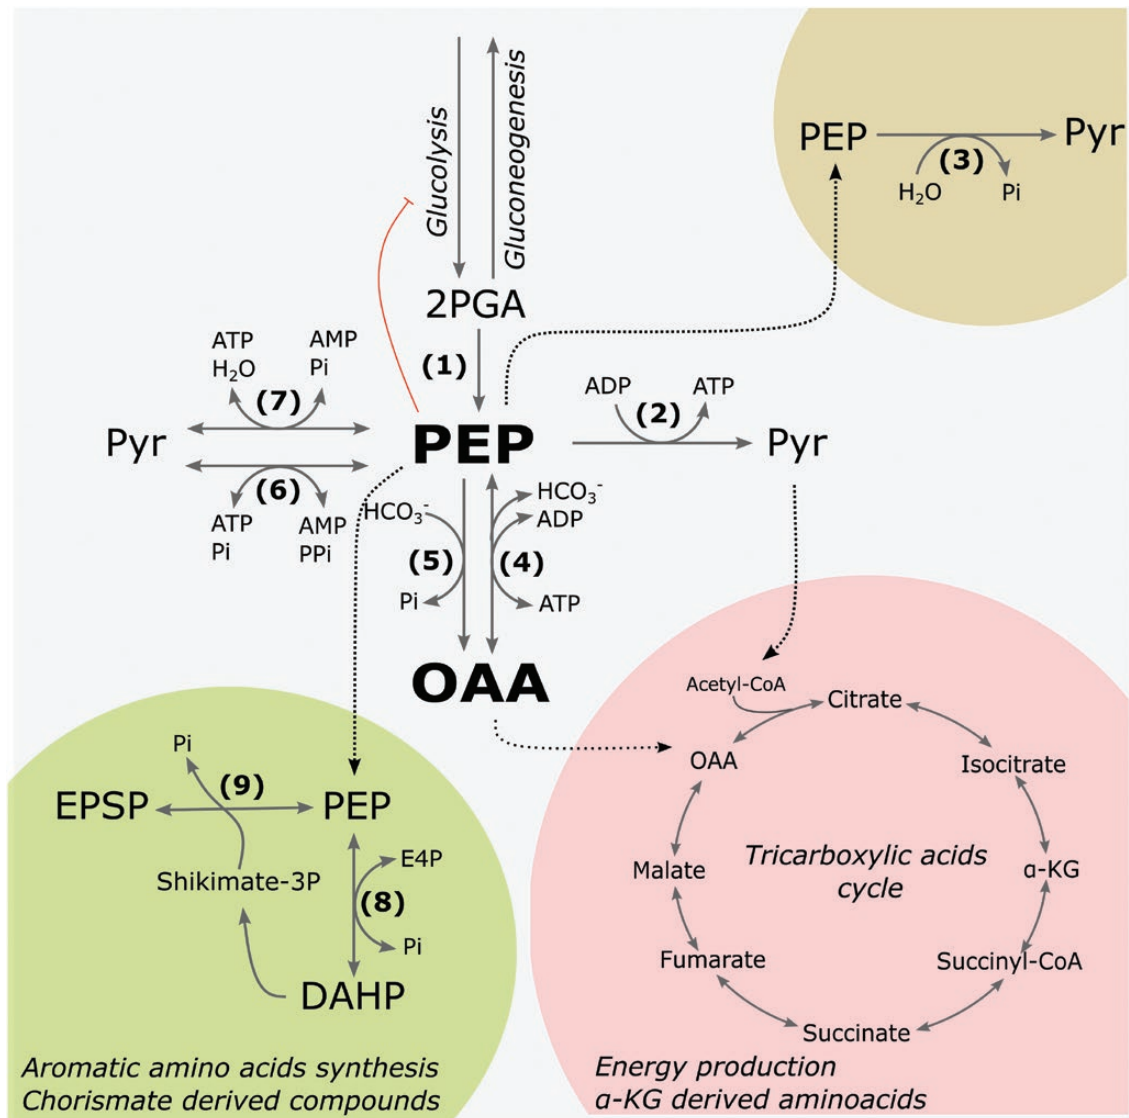 Glucolysis
Gluconeogenesis
PEP
(3)
Pyr
H₂O
Pi
2PGA
(1)
ATP
H₂O
AMP
Pi
(7)
Pyr
PEP
ADP
ATP
(2)
Pyr
(6)
ATP
Pi
AMP
PPi
HCO₃⁻
HCO₃⁻
ADP
(5)
(4)
Pi
ATP
OAA
Pi
(9)
EPSP
PEP
Shikimate-3P
E4P
(8)
Pi
DAHP
Aromatic amino acids synthesis
Chorismate derived compounds
Acetyl-CoA
Citrate
OAA
Isocitrate
Tricarboxylic acids
cycle
Malate
α-KG
Fumarate
Succinyl-CoA
Succinate
Energy production
α-KG derived aminoacids